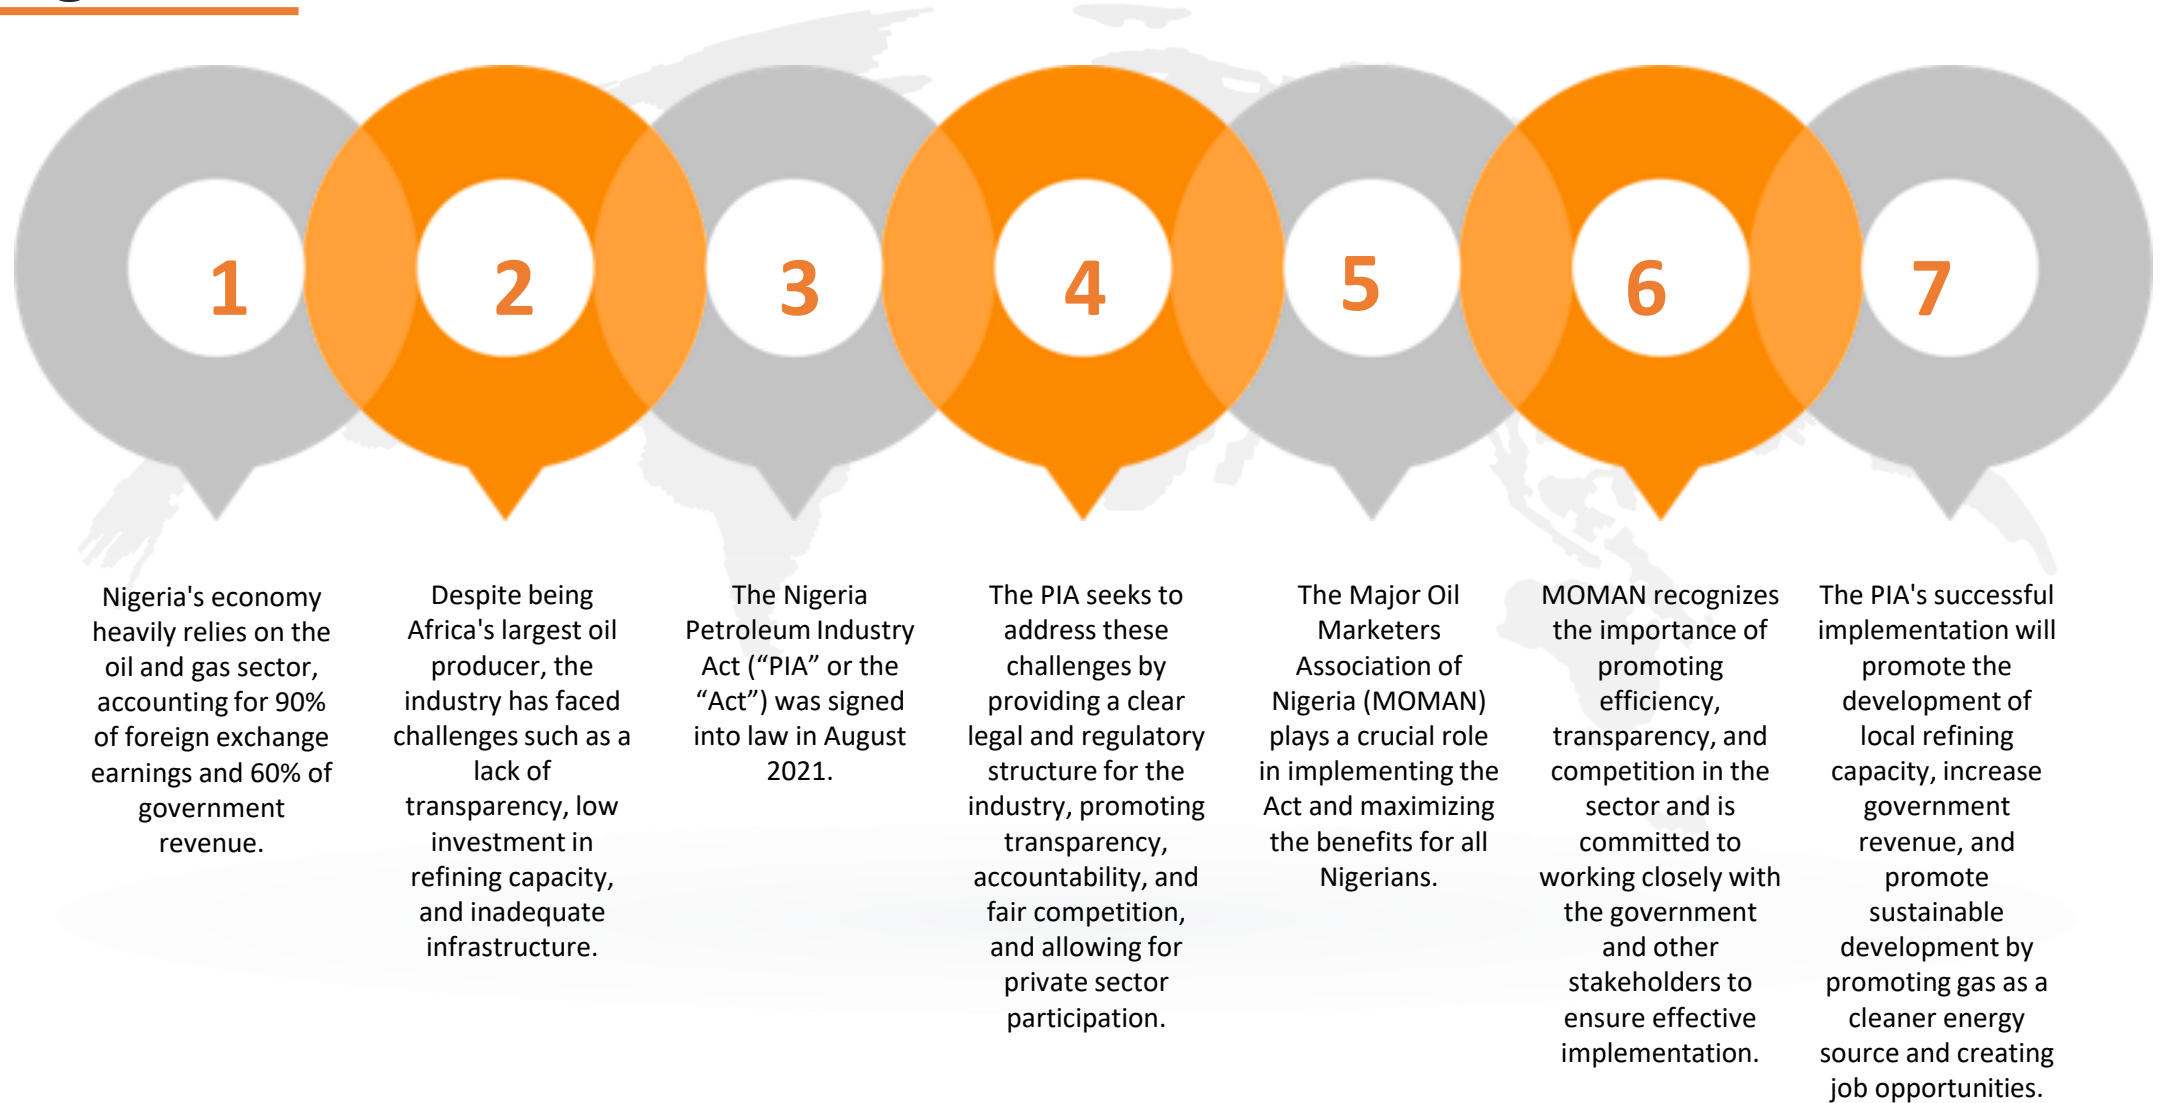 1
Nigeria's economy
heavily relies on the
oil and gas sector,
accounting for 90%
of foreign exchange
earnings and 60% of
government
revenue.
2
Despite being
Africa's largest oil
producer, the
industry has faced
challenges such as a
lack of
transparency, low
investment in
refining capacity,
and inadequate
infrastructure.
3
The Nigeria
Petroleum Industry
Act (“PIA” or the
“Act”) was signed
into law in August
2021.
4
The PIA seeks to
address these
challenges by
providing a clear
legal and regulatory
structure for the
industry, promoting
transparency,
accountability, and
fair competition,
and allowing for
private sector
participation.
5
The Major Oil
Marketers
Association of
Nigeria (MOMAN)
plays a crucial role
in implementing the
Act and maximizing
the benefits for all
Nigerians.
6
MOMAN recognizes
the importance of
promoting
efficiency,
transparency, and
competition in the
sector and is
committed to
working closely with
the government
and other
stakeholders to
ensure effective
implementation.
7
The PIA's successful
implementation will
promote the
development of
local refining
capacity, increase
government
revenue, and
promote
sustainable
development by
promoting gas as a
cleaner energy
source and creating
job opportunities.